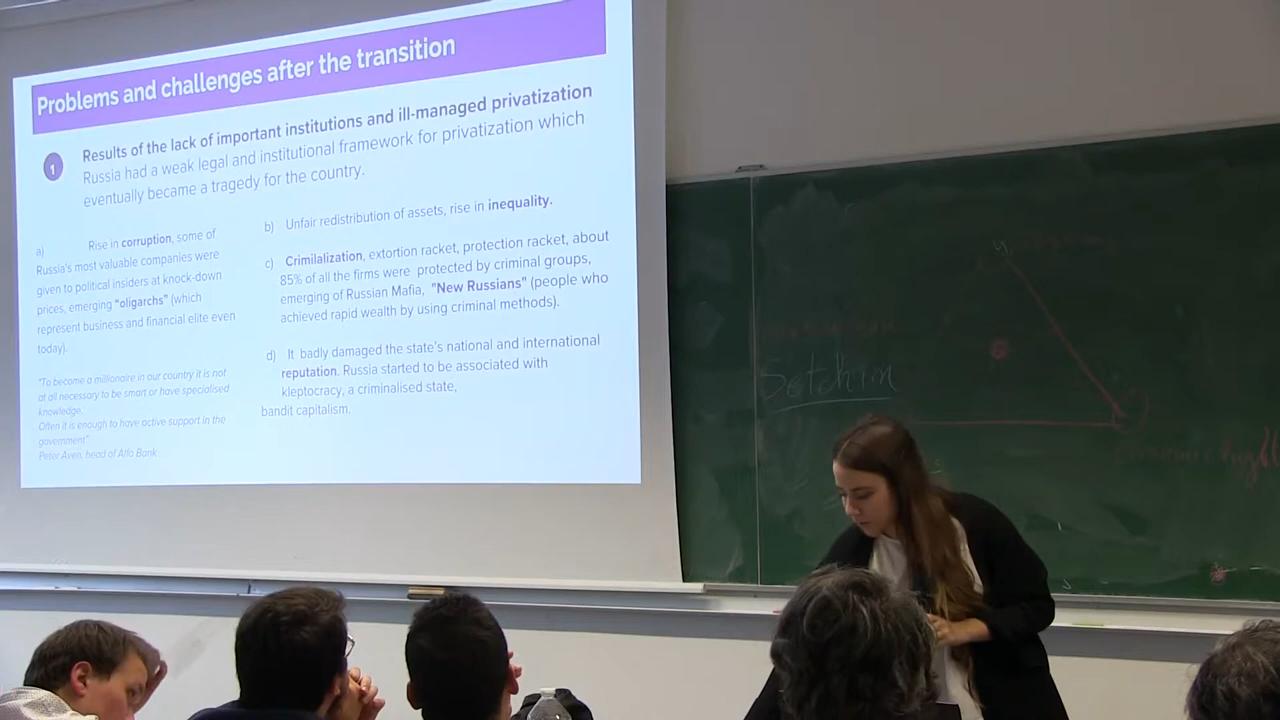 Problems and challenges after the transition
1
Results of the lack of important institutions and ill-managed privatization
Russia had a weak legal and institutional framework for privatization which
eventually became a tragedy for the country.
a) Rise in corruption, some of
Russia's most valuable companies were
given to political insiders at knock-down
prices, emerging "oligarchs" (which
represent business and financial elite even
today).
"To become a millionaire in our country it is not
at all necessary to be smart or have specialised
knowledge.
Often it is enough to have active support in the
government"
Peter Aven, head of Alfa Bank
b) Unfair redistribution of assets, rise in inequality.
c) Crimilalization, extortion racket, protection racket, about
85% of all the firms were protected by criminal groups,
emerging of Russian Mafia, "New Russians" (people who
achieved rapid wealth by using criminal methods).
d) It badly damaged the state's national and international
reputation. Russia started to be associated with
kleptocracy, a criminalised state,
bandit capitalism.
Setchim